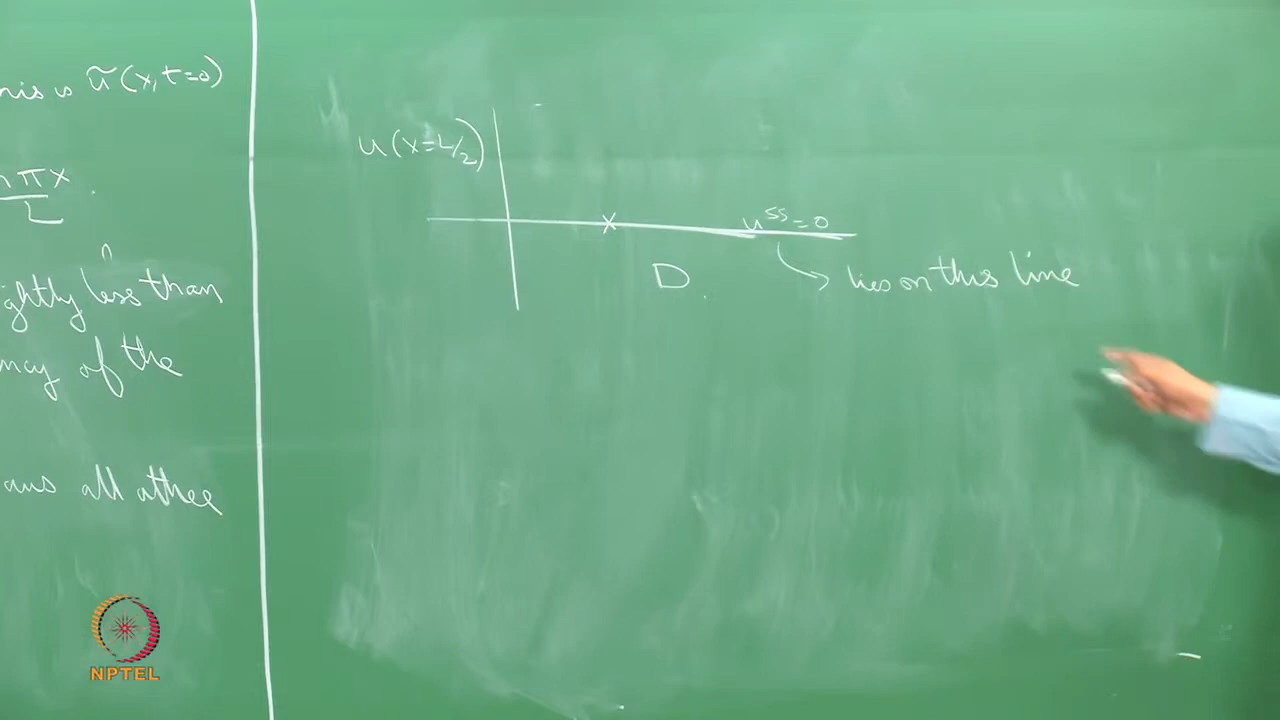 his is ũ(x, t=0)
nπx
L
ightly less than
ncy of the
ans all other
u(x=L/2)
u^ss = 0
D
lies on this line
NPTEL